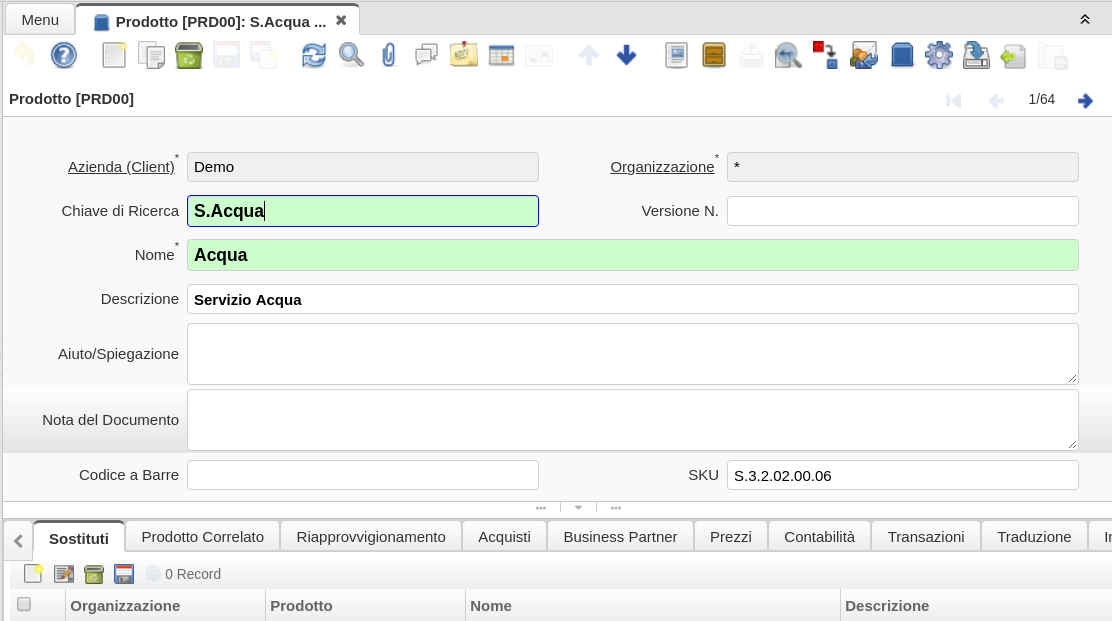 Menu
Prodotto [PRD00]: S.Acqua ...
Prodotto [PRD00]
1/64
Azienda (Client)* Demo
Organizzazione* *
Chiave di Ricerca S.Acqua
Versione N.
Nome* Acqua
Descrizione Servizio Acqua
Aiuto/Spiegazione
Nota del Documento
Codice a Barre
SKU S.3.2.02.00.06
Sostituti Prodotto Correlato Riapprovvigionamento Acquisti Business Partner Prezzi Contabilità Transazioni Traduzione
0 Record
Organizzazione Prodotto Nome Descrizione